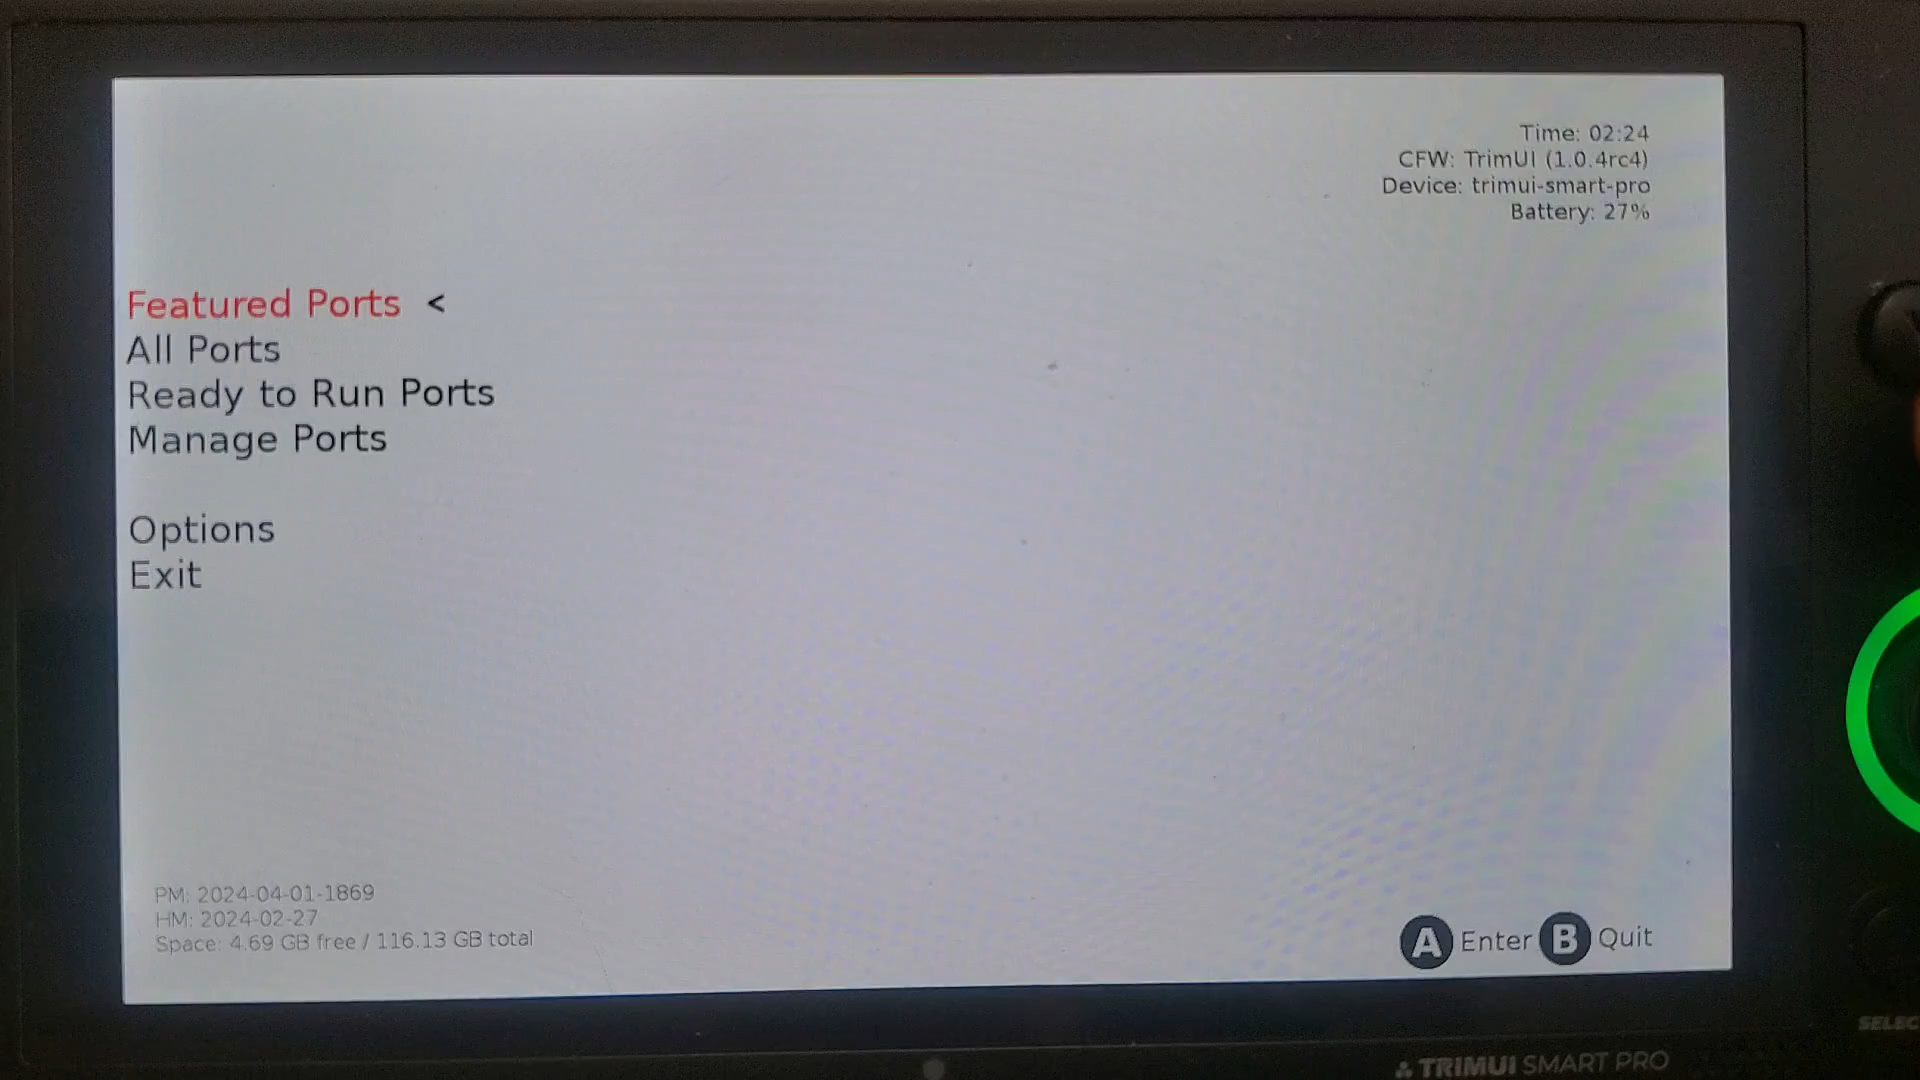 Time: 02:24
CFW: TrimUI (1.0.4rc4)
Device: trimui-smart-pro
Battery: 27%
Featured Ports <
All Ports
Ready to Run Ports
Manage Ports
Options
Exit
PM: 2024-04-01-1869
HM: 2024-02-27
Space: 4.69 GB free / 116.13 GB total
A Enter B Quit
SELEC
TRIMUI SMART PRO